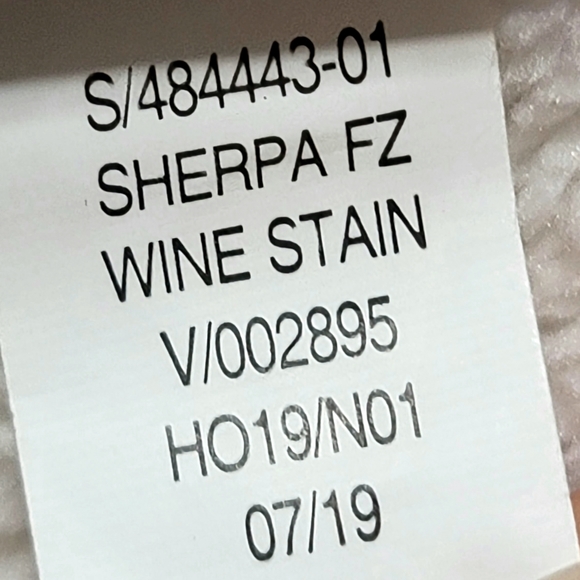 S/484443-01
SHERPA FZ
WINE STAIN
V/002895
HO19/N01
07/19